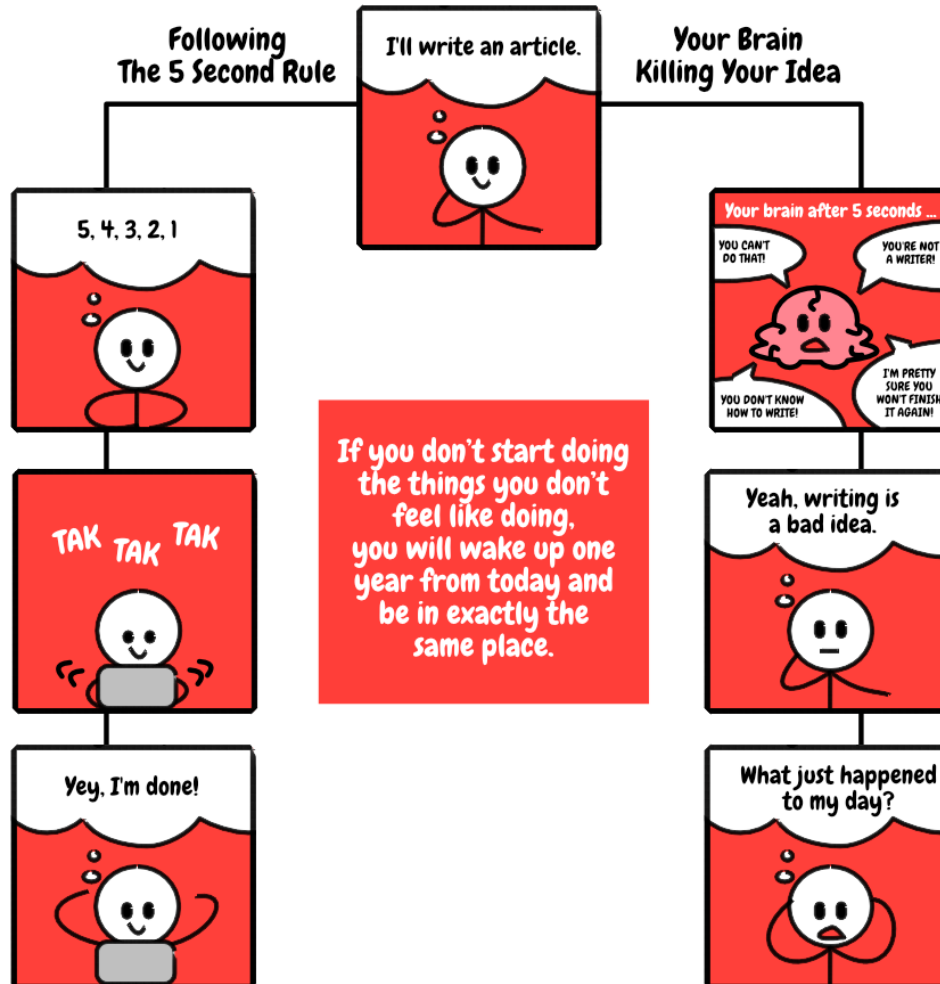 Following
The 5 Second Rule
I'll write an article.
Your Brain
Killing Your Idea
5, 4, 3, 2, 1
TAK TAK TAK
Yey, I'm done!
If you don't start doing
the things you don't
feel like doing,
you will wake up one
year from today and
be in exactly the
same place.
Your brain after 5 seconds ...
YOU CAN'T
DO THAT!
YOU'RE NOT
A WRITER!
YOU DON'T KNOW
HOW TO WRITE!
I'M PRETTY
SURE YOU
WON'T FINISH
IT AGAIN!
Yeah, writing is
a bad idea.
What just happened
to my day?